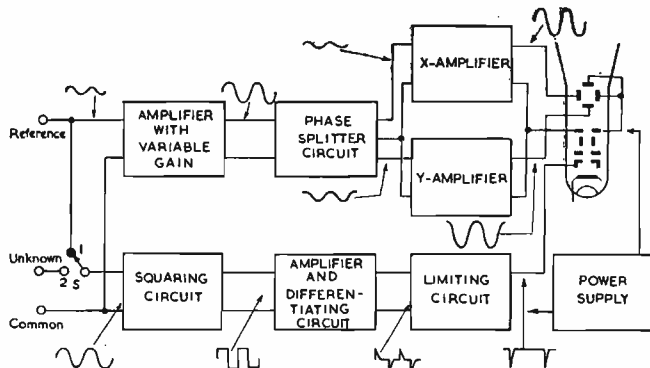 Reference
AMPLIFIER
WITH
VARIABLE
GAIN
PHASE
SPLITTER
CIRCUIT
X-AMPLIFIER
Y-AMPLIFIER
Unknown
1
2
S
Common
SQUARING
CIRCUIT
AMPLIFIER
AND
DIFFEREN-
TIATING
CIRCUIT
LIMITING
CIRCUIT
POWER
SUPPLY